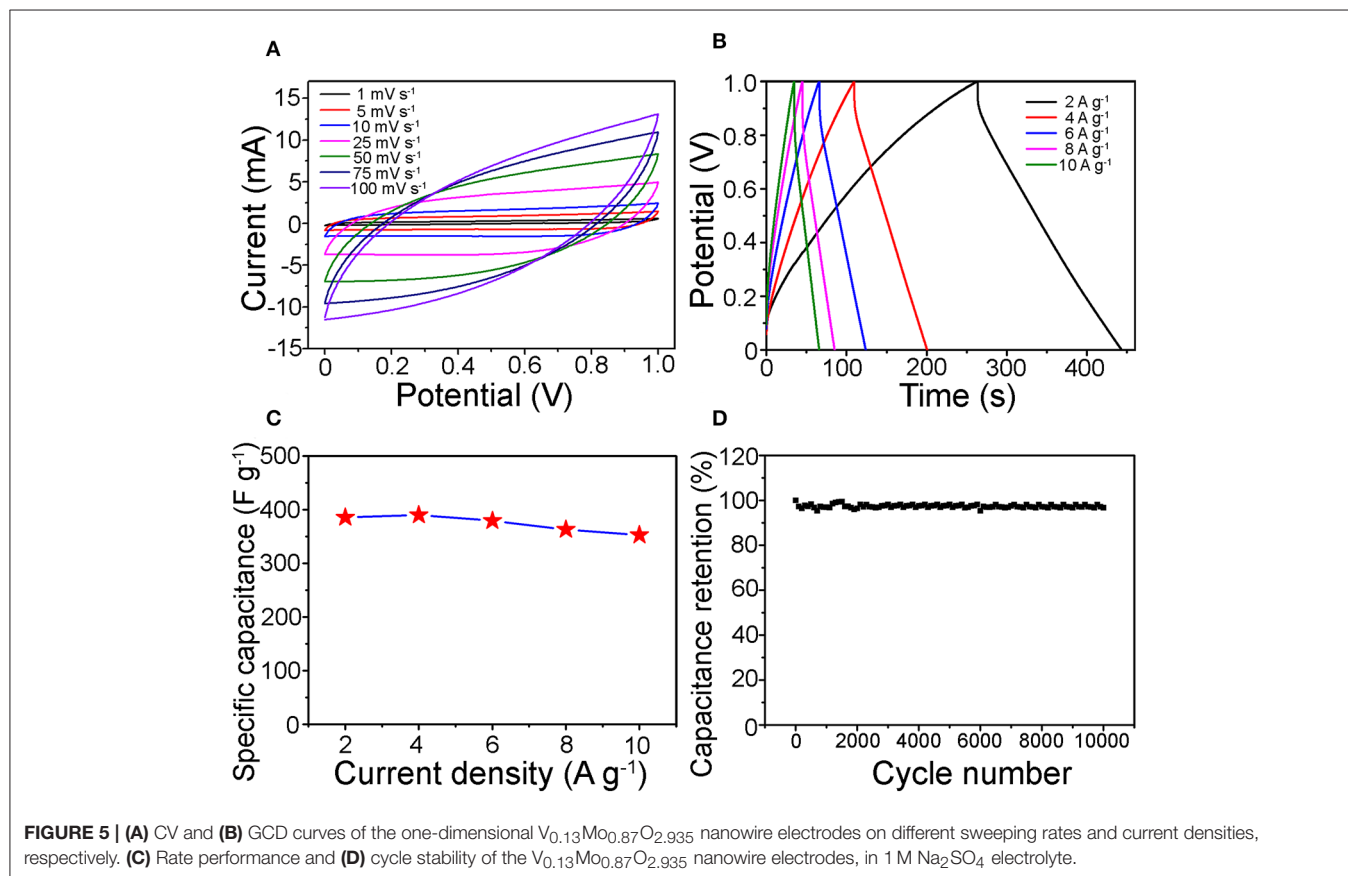 A
15
10
5
0
-5
-10
-15
Current (mA)
1 mV s⁻¹
5 mV s⁻¹
10 mV s⁻¹
25 mV s⁻¹
50 mV s⁻¹
75 mV s⁻¹
100 mV s⁻¹
0 0.2 0.4 0.6 0.8 1.0
Potential (V)
B
1.0
0.8
0.6
0.4
0.2
0
Potential (V)
2 A g⁻¹
4 A g⁻¹
6 A g⁻¹
8 A g⁻¹
10 A g⁻¹
0 100 200 300 400
Time (s)
C
500
400
300
200
100
0
Specific capacitance (F g⁻¹)
2 4 6 8 10
Current density (A g⁻¹)
D
120
100
80
60
40
20
0
Capacitance retention (%)
0 2000 4000 6000 8000 10000
Cycle number
FIGURE 5 | (A) CV and (B) GCD curves of the one-dimensional V₀.₁₃Mo₀.₈₇O₂.₉₃₅ nanowire electrodes on different sweeping rates and current densities,
respectively. (C) Rate performance and (D) cycle stability of the V₀.₁₃Mo₀.₈₇O₂.₉₃₅ nanowire electrodes, in 1 M Na₂SO₄ electrolyte.